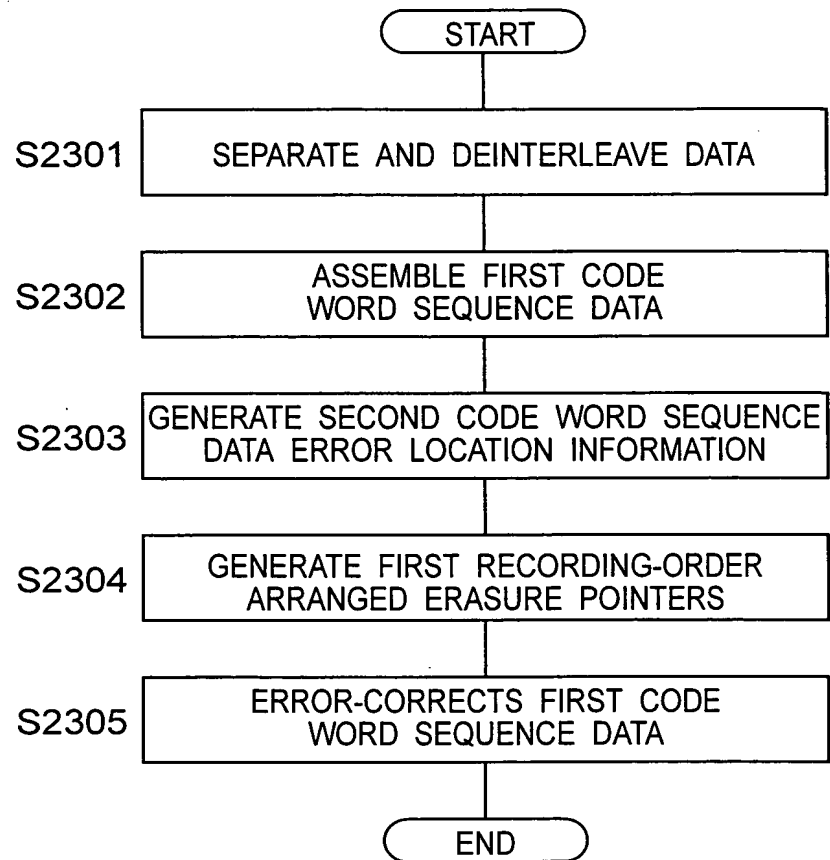 START
S2301
SEPARATE AND DEINTERLEAVE DATA
S2302
ASSEMBLE FIRST CODE
WORD SEQUENCE DATA
S2303
GENERATE SECOND CODE WORD SEQUENCE
DATA ERROR LOCATION INFORMATION
S2304
GENERATE FIRST RECORDING-ORDER
ARRANGED ERASURE POINTERS
S2305
ERROR-CORRECTS FIRST CODE
WORD SEQUENCE DATA
END